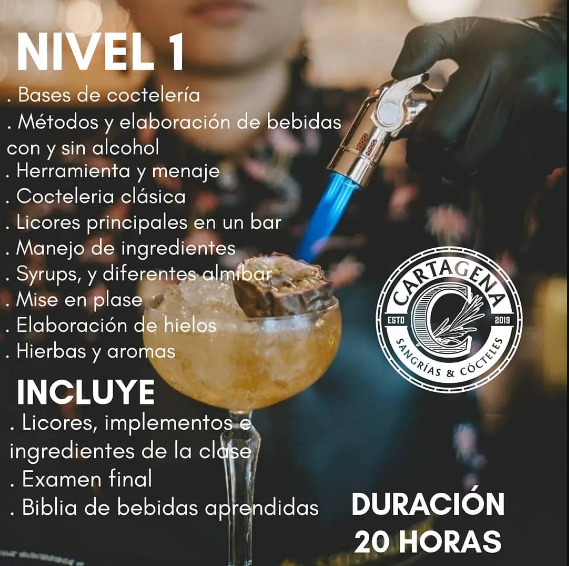 NIVEL 1
. Bases de coctelería
. Métodos y elaboración de bebidas
con y sin alcohol
. Herramienta y menaje
. Cocteleria clásica
. Licores principales en un bar
. Manejo de ingredientes
. Syrups, y diferentes almibar
. Mise en plase
. Elaboración de hielos
. Hierbas y aromas
CARTAGENA
ESTD 2019
C
SANGRÍAS & CÓCTELES
INCLUYE
. Licores, implementos e
ingredientes de la clase
. Examen final
. Biblia de bebidas aprendidas
DURACIÓN
20 HORAS